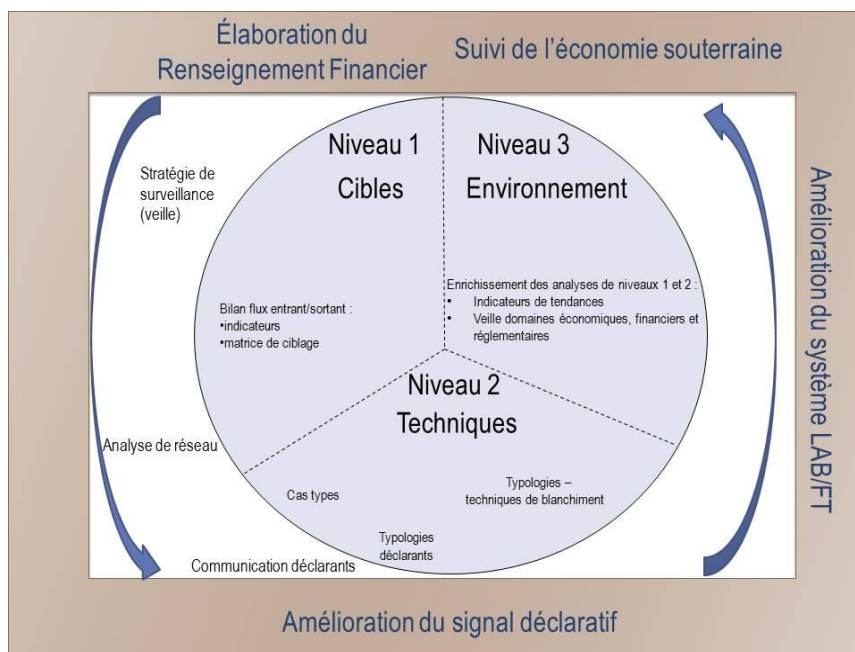 Élaboration du
Renseignement Financier
Suivi de l'économie souterraine
Niveau 1
Cibles
Niveau 3
Environnement
Stratégie de
surveillance
(veille)
Bilan flux entrant/sortant :
•indicateurs
•matrice de ciblage
Enrichissement des analyses de niveaux 1 et 2 :
• Indicateurs de tendances
• Veille domaines économiques, financiers et
réglementaires
Niveau 2
Techniques
Analyse de réseau
Cas types
Typologies –
techniques de blanchiment
Typologies
déclarants
Communication déclarants
Amélioration du système LAB/FT
Amélioration du signal déclaratif